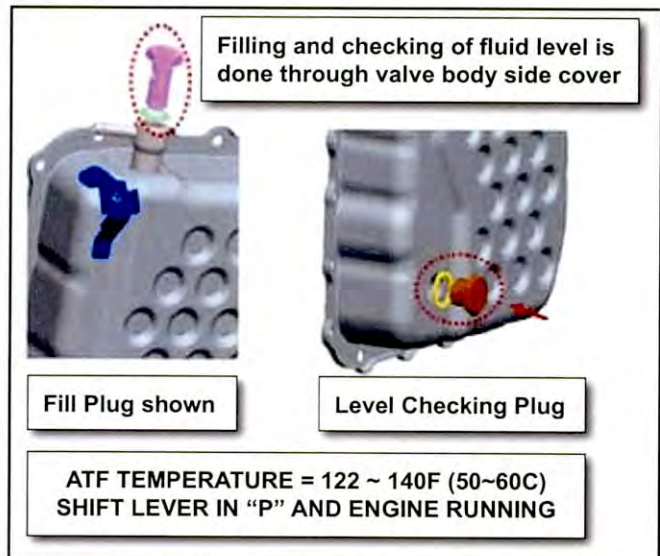 Filling and checking of fluid level is
done through valve body side cover
Fill Plug shown
Level Checking Plug
ATF TEMPERATURE = 122 ~ 140F (50~60C)
SHIFT LEVER IN “P” AND ENGINE RUNNING